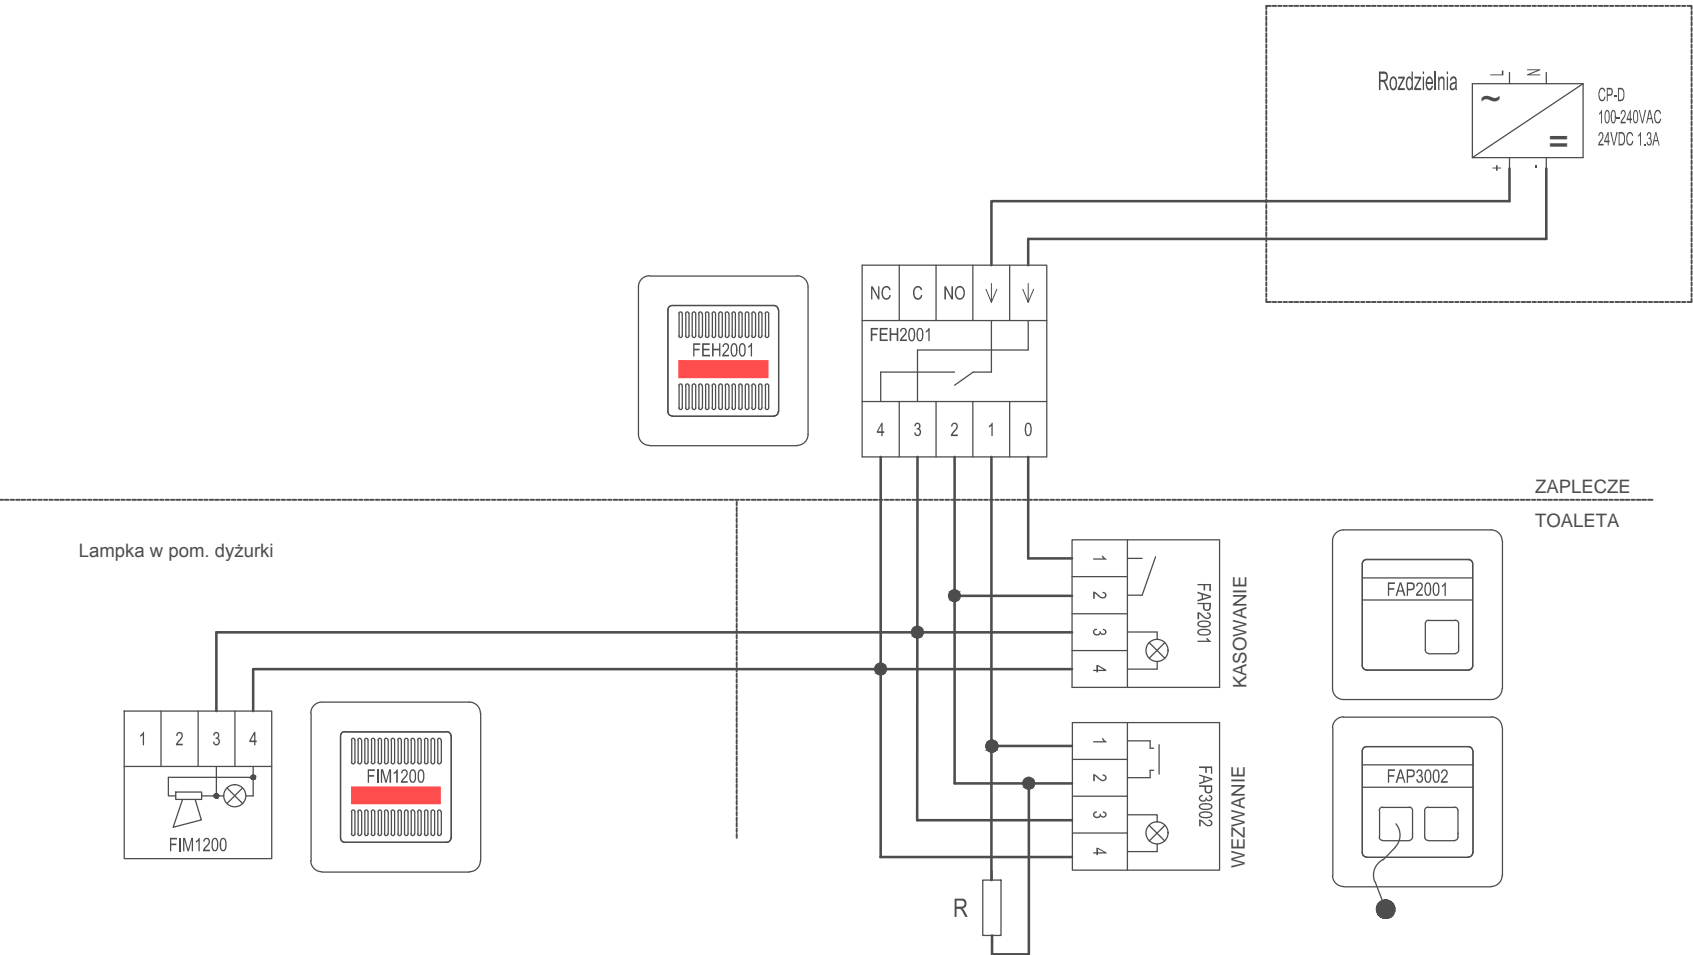 Rozdzielnia
L N
~
=
CP-D
100-240VAC
24VDC 1.3A
+ -
NC C NO
FEH2001
FEH2001
4 3 2 1 0
ZAPLECZE
TOALETA
Lampka w pom. dyżurki
1
2
3
4
FAP2001
KASOWANIE
FAP2001
1 2 3 4
FIM1200
FIM1200
1
2
3
4
FAP3002
WEZWANIE
FAP3002
R